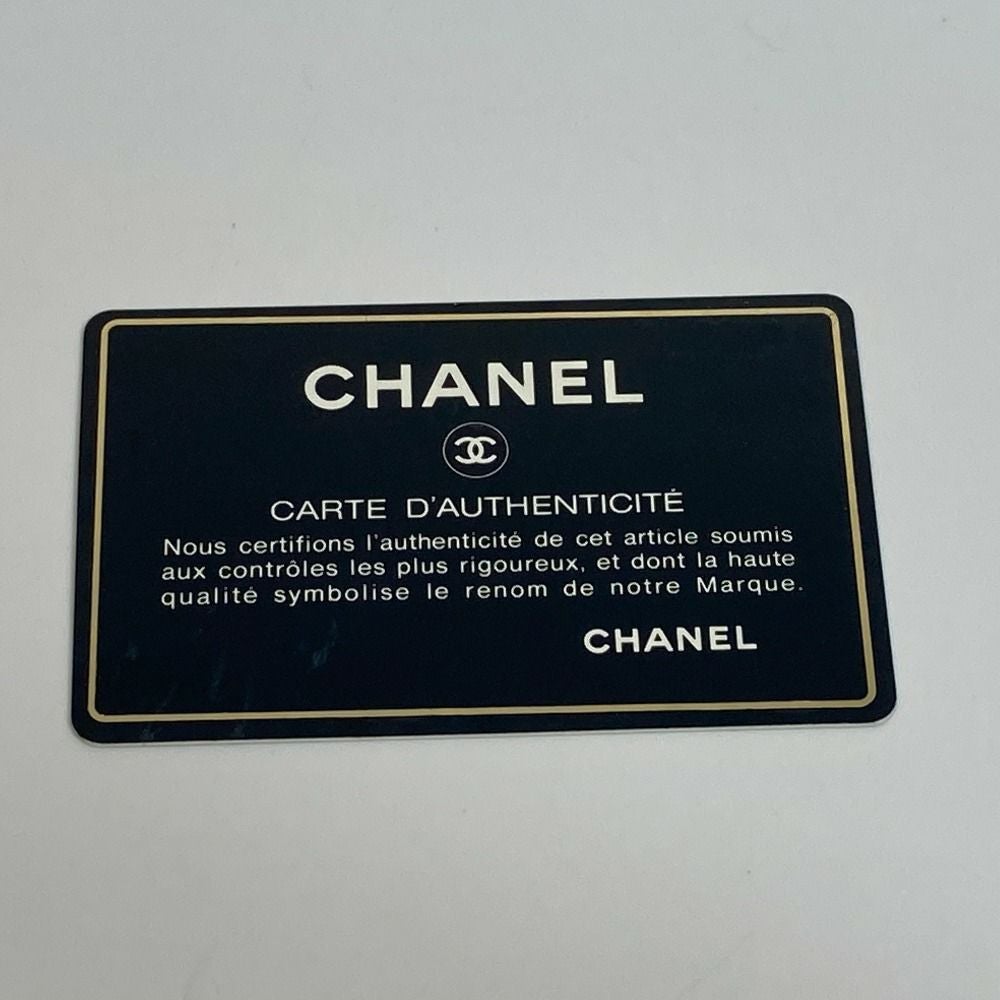 CHANEL
CARTE D'AUTHENTICITÉ
Nous certifions l'authenticité de cet article soumis
aux contrôles les plus rigoureux, et dont la haute
qualité symbolise le renom de notre Marque.
CHANEL